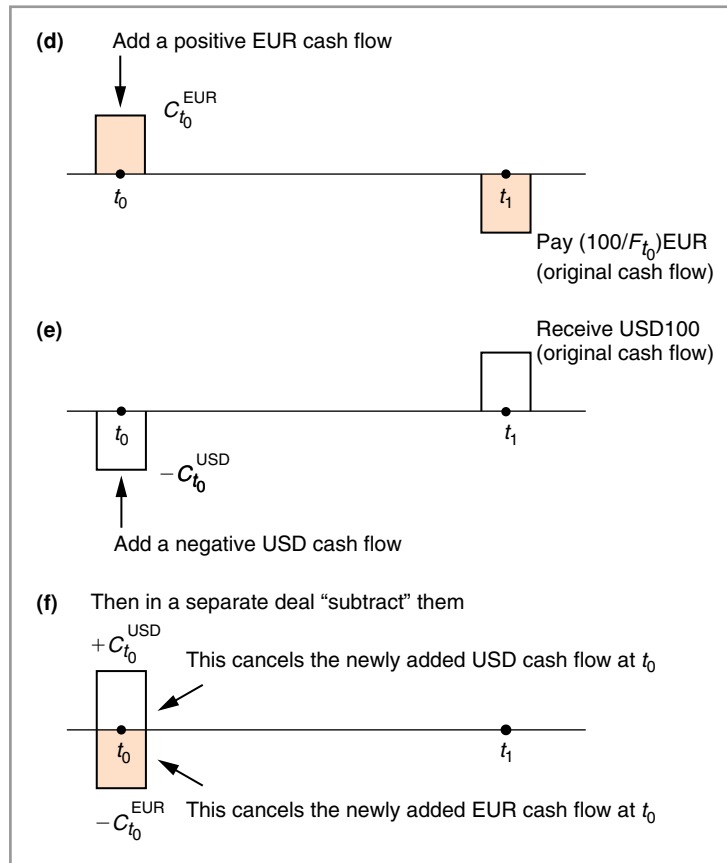 (d) Add a positive EUR cash flow
C_{t_0}^{EUR}
t_0 t_1
Pay (100/F_{t_0})EUR
(original cash flow)
(e) Receive USD100
(original cash flow)
t_0 t_1
−C_{t_0}^{USD}
Add a negative USD cash flow
(f) Then in a separate deal “subtract” them
+C_{t_0}^{USD}
This cancels the newly added USD cash flow at t_0
t_0 t_1
This cancels the newly added EUR cash flow at t_0
−C_{t_0}^{EUR}